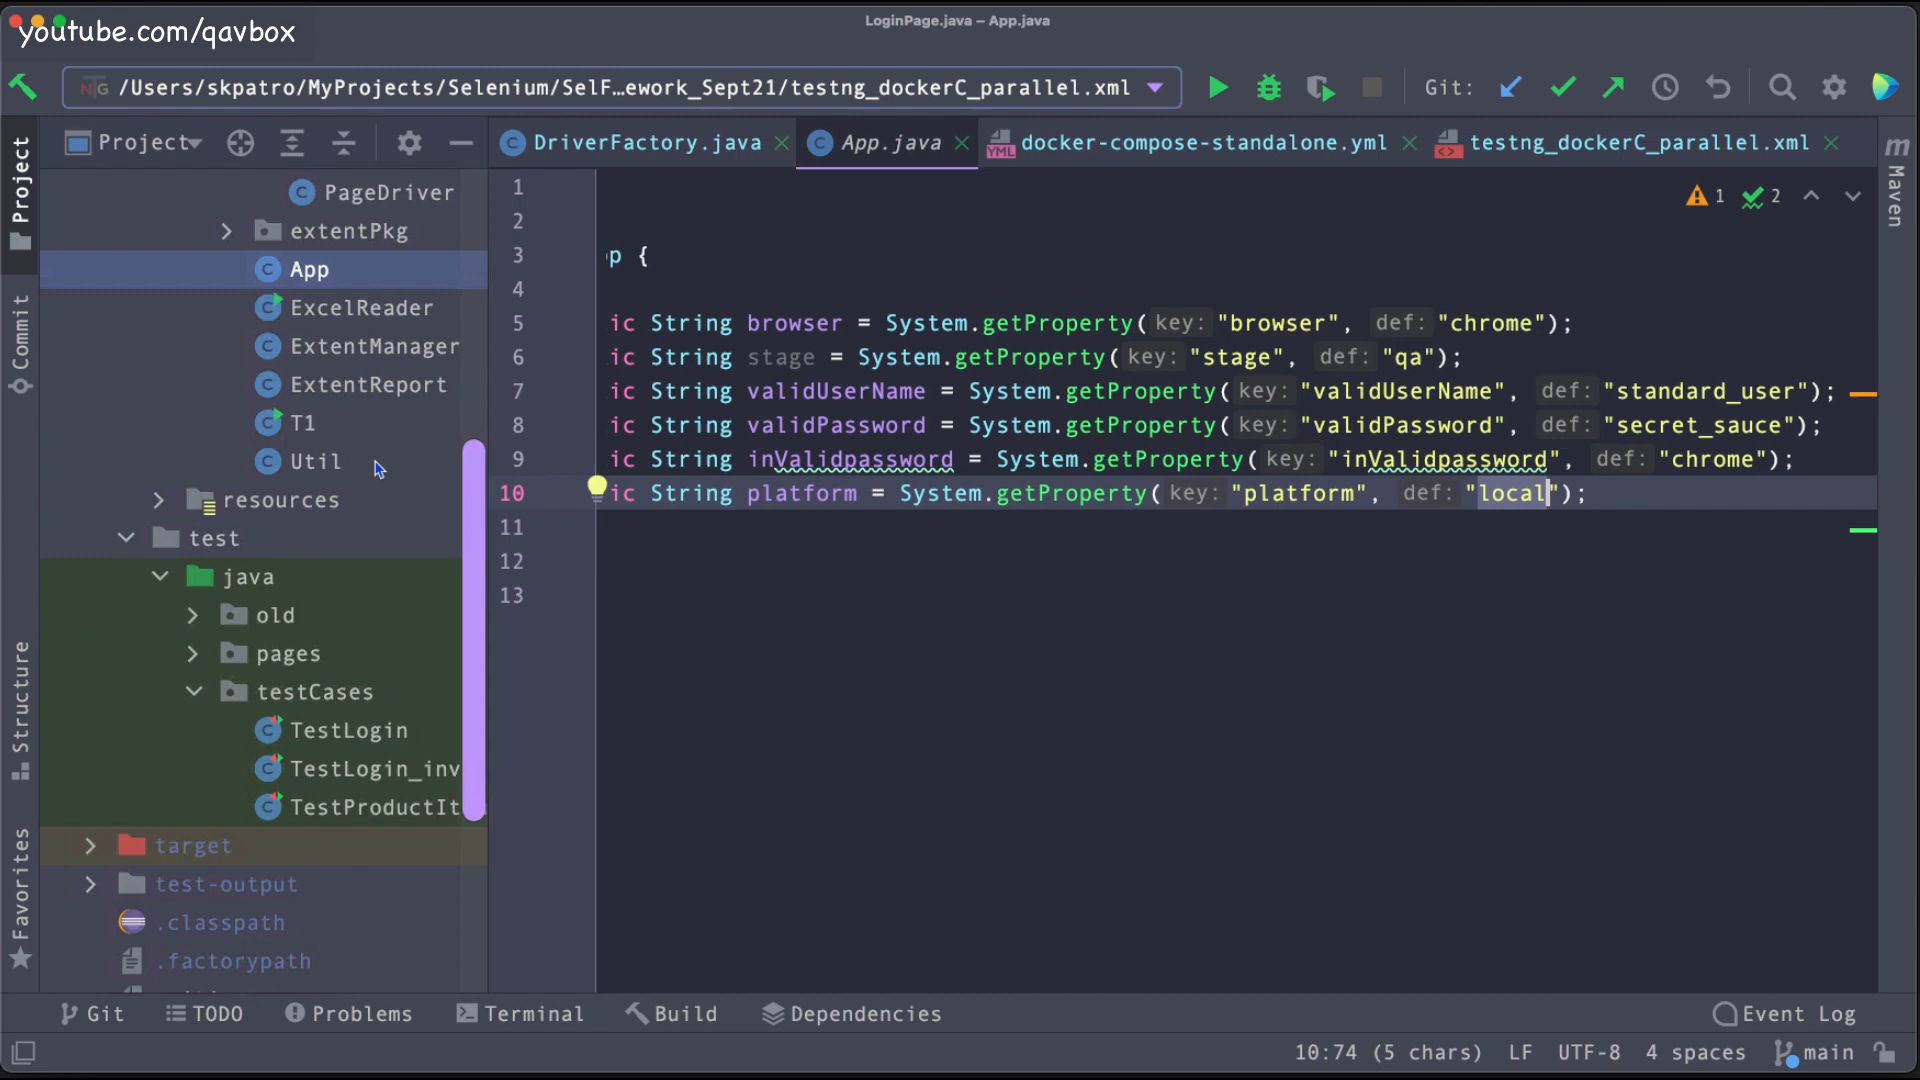 youtube.com/qavbox
LoginPage.java – App.java
/Users/skpatro/MyProjects/Selenium/SelF...ework_Sept21/testng_dockerC_parallel.xml
Git:
Project
DriverFactory.java
App.java
docker-compose-standalone.yml
testng_dockerC_parallel.xml
Project
Commit
Structure
Favorites
Maven
PageDriver
extentPkg
App
ExcelReader
ExtentManager
ExtentReport
T1
Util
resources
test
java
old
pages
testCases
TestLogin
TestLogin_inv
TestProductIt
target
test-output
.classpath
.factorypath
1 2
1
2
3 p {
4
5 ic String browser = System.getProperty( key: "browser", def: "chrome");
6 ic String stage = System.getProperty( key: "stage", def: "qa");
7 ic String validUserName = System.getProperty( key: "validUserName", def: "standard_user");
8 ic String validPassword = System.getProperty( key: "validPassword", def: "secret_sauce");
9 ic String inValidpassword = System.getProperty( key: "inValidpassword", def: "chrome");
10 ic String platform = System.getProperty( key: "platform", def: "local");
11
12
13
Git TODO Problems Terminal Build Dependencies Event Log
10:74 (5 chars) LF UTF-8 4 spaces main